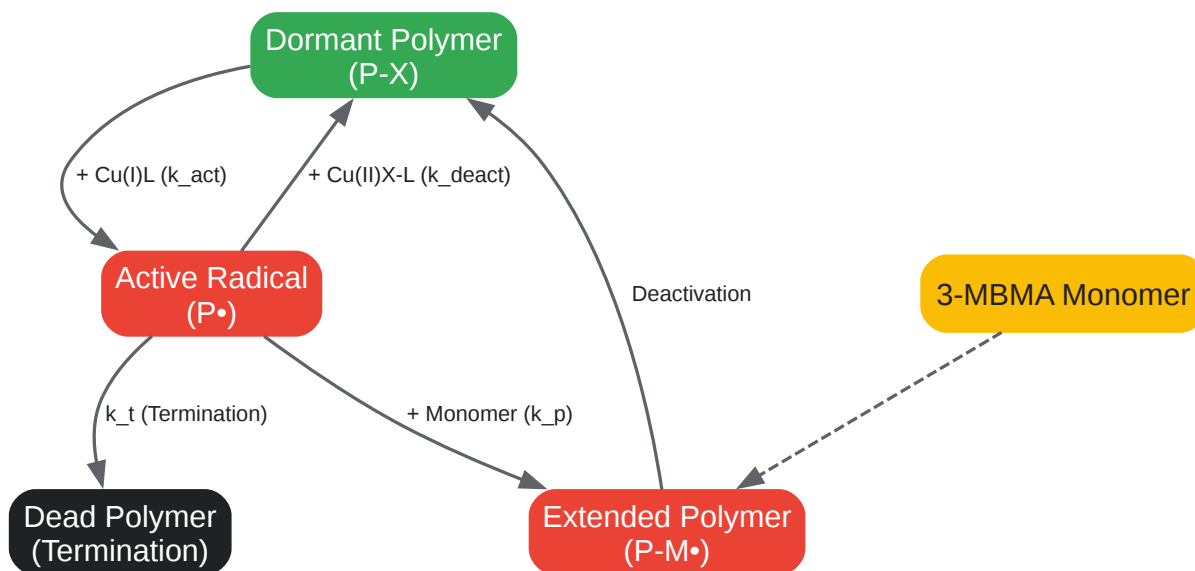 Dormant Polymer
(P-X)
+ Cu(I)L (k_act)
+ Cu(II)X-L (k_deact)
Active Radical
(P•)
Deactivation
3-MBMA Monomer
k_t (Termination)
+ Monomer (k_p)
Dead Polymer
(Termination)
Extended Polymer
(P-M•)